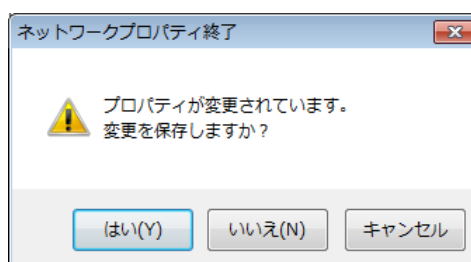 ネットワークプロパティ終了
プロパティが変更されています。
変更を保存しますか?
はい(Y) いいえ(N) キャンセル